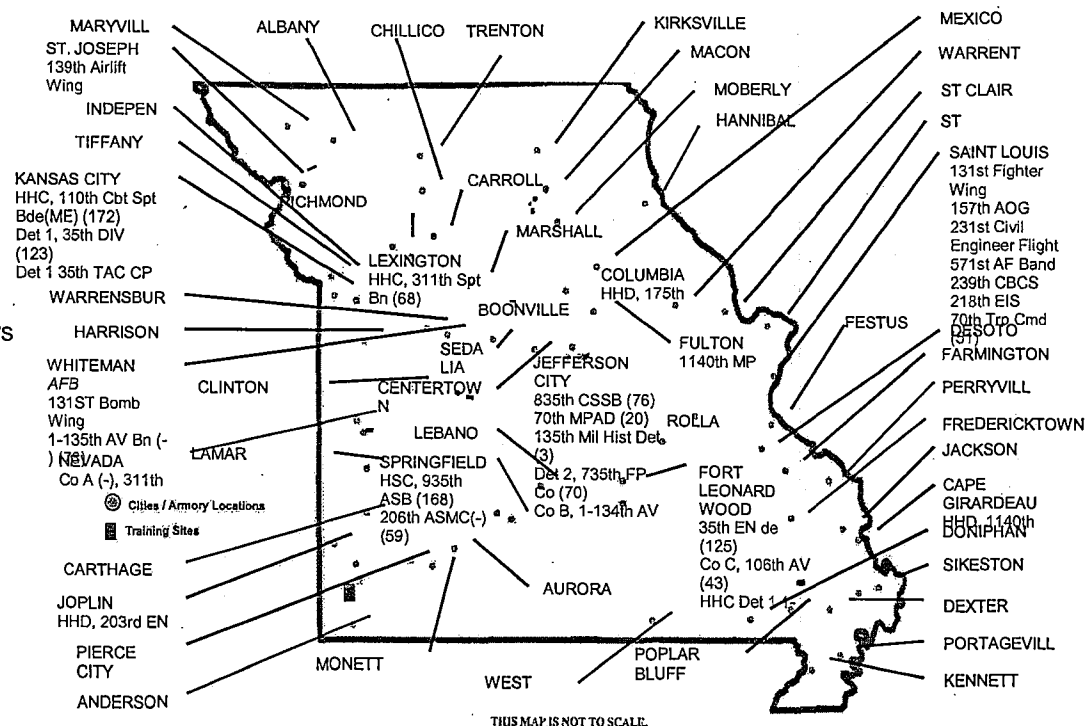 MARYVILL
ALBANY
CHILLICO
TRENTON
KIRKSVILLE
MEXICO
ST. JOSEPH
139th Airlift
Wing
MACON
WARRENT
INDEPEN
MOBERLY
ST CLAIR
TIFFANY
HANNIBAL
ST
KANSAS CITY
HHC, 110th Cbt Spt
Bde(ME) (172)
Det 1, 35th DIV
(123)
Det 1 35th TAC CP
RICHMOND
CARROLL
MARSHALL
SAINT LOUIS
131st Fighter
Wing
157th AOG
231st Civil
Engineer Flight
571st AF Band
239th CBCS
218th EIS
70th Trp Cmd
(51)
LEXINGTON
HHC, 311th Spt
Bn (68)
COLUMBIA
HHD, 175th
WARRENSBUR
BOONVILLE
HARRISON
FULTON
1140th MP
FESTUS
DESOTO
'S
WHITEMAN
AFB
131ST Bomb
Wing
1-135th AV Bn (-
) (78)
SEDA
LIA
JEFFERSON
CITY
835th CSSB (76)
70th MPAD (20)
135th Mil Hist Det
(3)
Det 2, 735th FP
Co (70)
Co B, 1-134th AV
FARMINGTON
CLINTON
CENTERTOW
N
PERRYVILL
ROLLA
FREDERICKTOWN
LEBANO
JACKSON
NEVADA
Co A (-), 311th
LAMAR
SPRINGFIELD
HSC, 935th
ASB (168)
206th ASMC(-)
(59)
FORT
LEONARD
WOOD
35th EN de
(125)
Co C, 106th AV
(43)
HHC Det 1 1-
CAPE
GIRARDEAU
HHD, 1140th
Cities / Armory Locations
Training Sites
DONIPHAN
CARTHAGE
SIKESTON
AURORA
JOPLIN
HHD, 203rd EN
DEXTER
PIERCE
CITY
MONETT
WEST
POPLAR
BLUFF
PORTAGEVILL
KENNETT
ANDERSON
THIS MAP IS NOT TO SCALE.